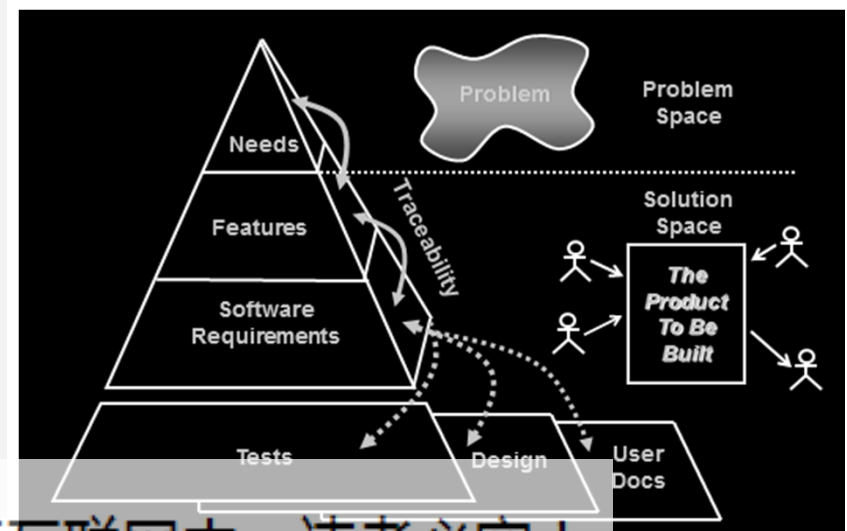 Problem
Problem
Space
Needs
Traceability
Solution
Space
Features
The
Product
To Be
Built
Software
Requirements
Tests
Design
User
Docs